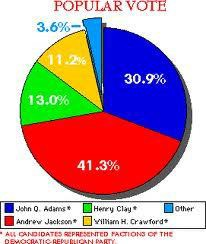 POPULAR VOTE
3.6%
11.2%
30.9%
13.0%
41.3%
John Q. Adams* Henry Clay* Other
Andrew Jackson* William H. Crawford*
* ALL CANDIDATES REPRESENTED FACTIONS OF THE
DEMOCRATIC-REPUBLICAN PARTY.